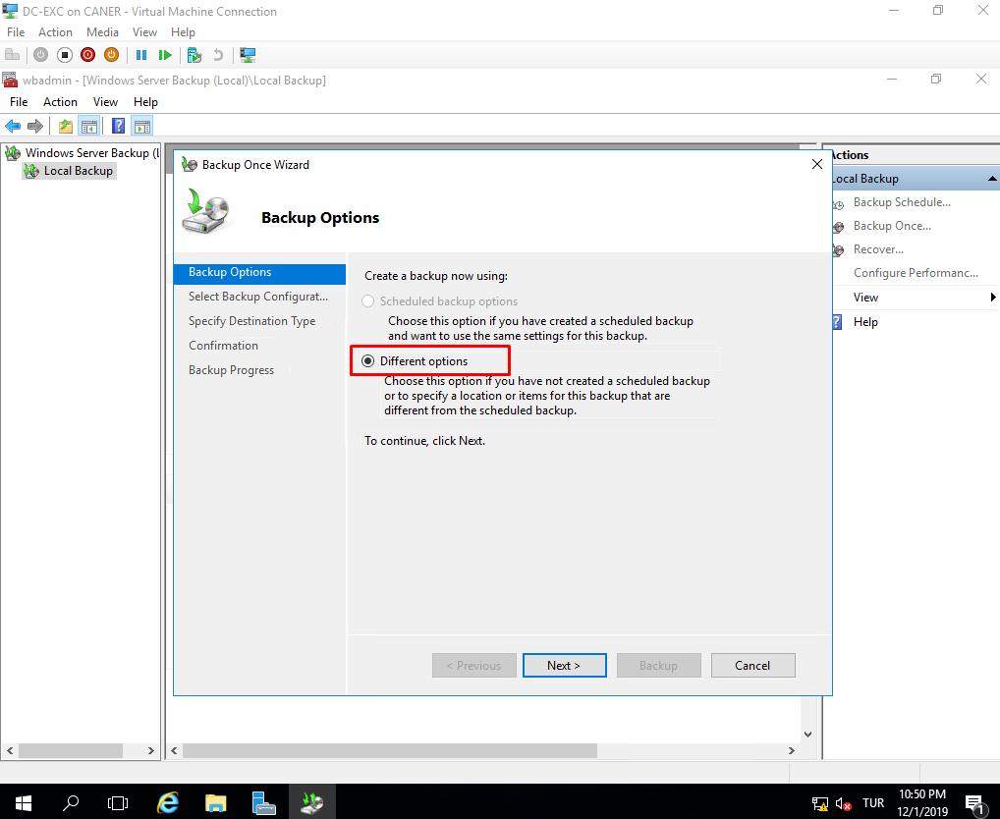 DC-EXC on CANER - Virtual Machine Connection
File Action Media View Help
wbadmin - [Windows Server Backup (Local)\Local Backup]
File Action View Help
Windows Server Backup (L
Local Backup
Backup Once Wizard
Backup Options
Backup Options
Select Backup Configurat...
Specify Destination Type
Confirmation
Backup Progress
Create a backup now using:
Scheduled backup options
Choose this option if you have created a scheduled backup
and want to use the same settings for this backup.
Different options
Choose this option if you have not created a scheduled backup
or to specify a location or items for this backup that are
different from the scheduled backup.
To continue, click Next.
< Previous
Next >
Backup
Cancel
Actions
Local Backup
Backup Schedule...
Backup Once...
Recover...
Configure Performanc...
View
Help
TUR
10:50 PM
12/1/2019
1